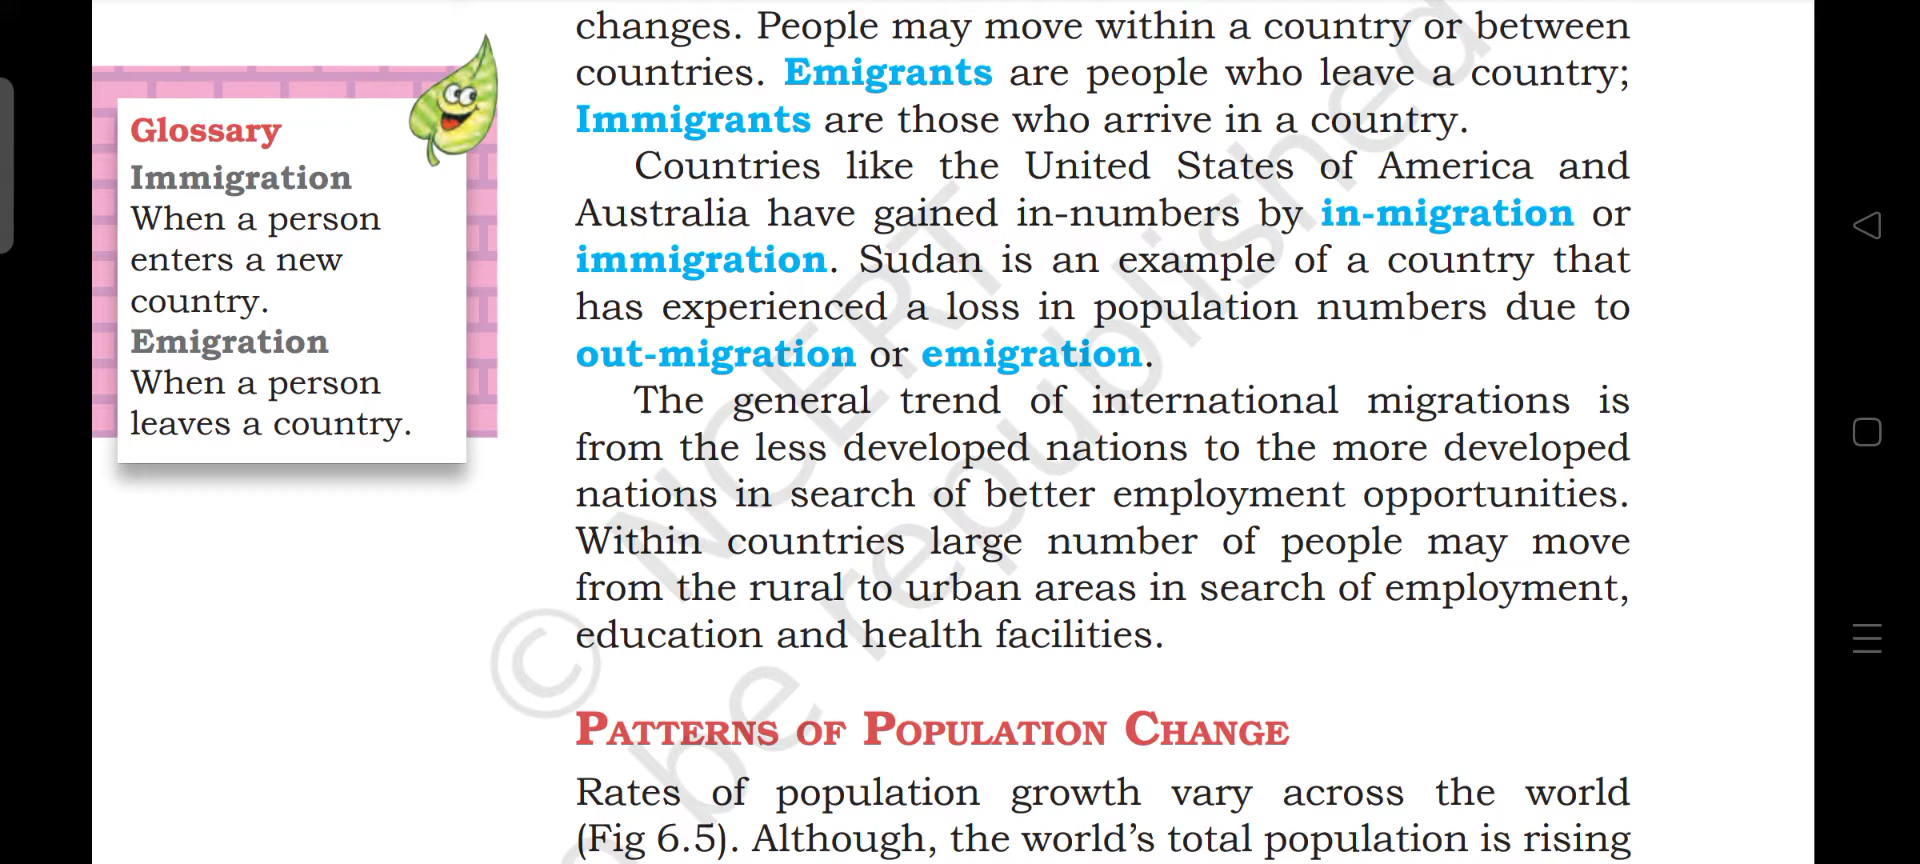 changes. People may move within a country or between
countries. Emigrants are people who leave a country;
Immigrants are those who arrive in a country.
Countries like the United States of America and
Australia have gained in-numbers by in-migration or
immigration. Sudan is an example of a country that
has experienced a loss in population numbers due to
out-migration or emigration.
The general trend of international migrations is
from the less developed nations to the more developed
nations in search of better employment opportunities.
Within countries large number of people may move
from the rural to urban areas in search of employment,
education and health facilities.
Glossary
Immigration
When a person
enters a new
country.
Emigration
When a person
leaves a country.
PATTERNS OF POPULATION CHANGE
Rates of population growth vary across the world
(Fig 6.5). Although, the world’s total population is rising
© NCERT
be republished